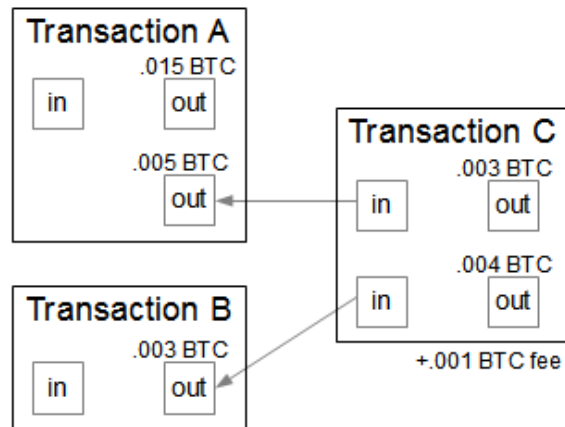 Transaction A
.015 BTC
in
out
.005 BTC
out
Transaction C
.003 BTC
in
out
.004 BTC
in
out
+.001 BTC fee
Transaction B
.003 BTC
in
out